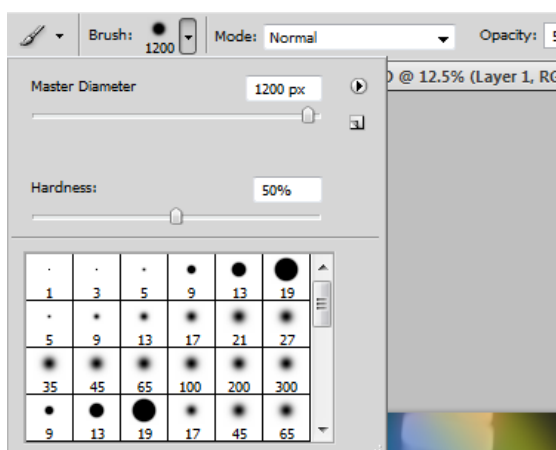 Brush: 1200 Mode: Normal Opacity: 5
@ 12.5% (Layer 1, RG
Master Diameter 1200 px
Hardness: 50%
1 3 5 9 13 19
5 9 13 17 21 27
35 45 65 100 200 300
9 13 19 17 45 65